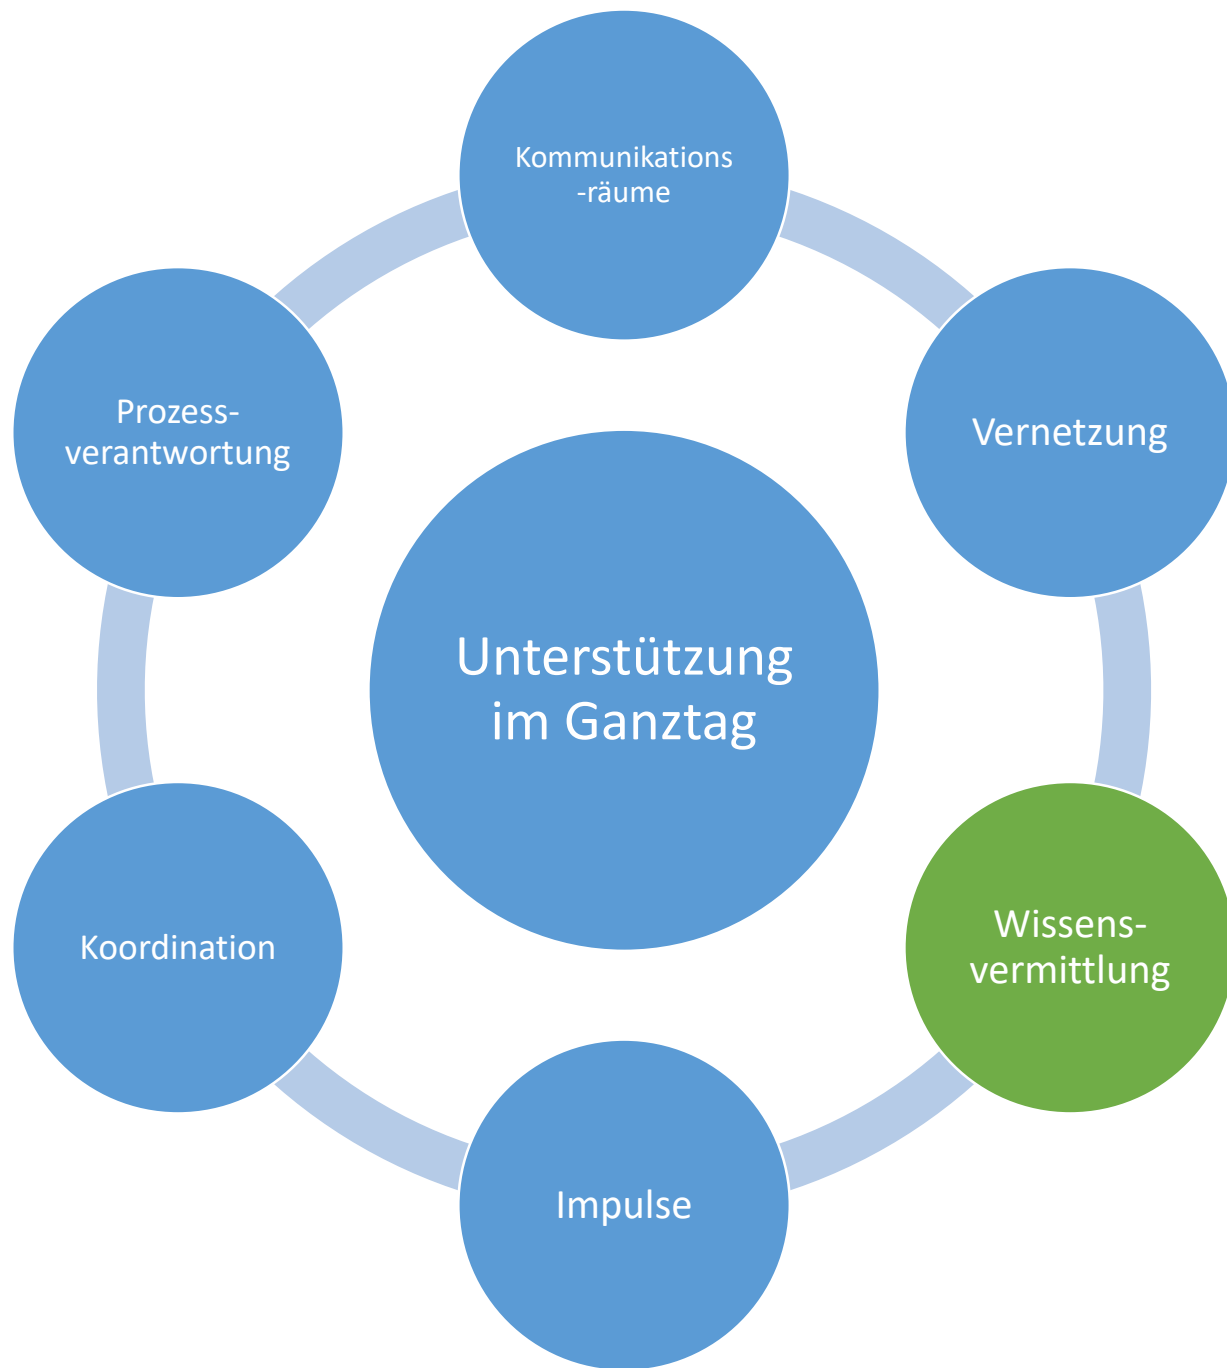 Kommunikations
-räume
Prozess-
verantwortung
Vernetzung
Unterstützung
im Ganztag
Koordination
Wissens-
vermittlung
Impulse